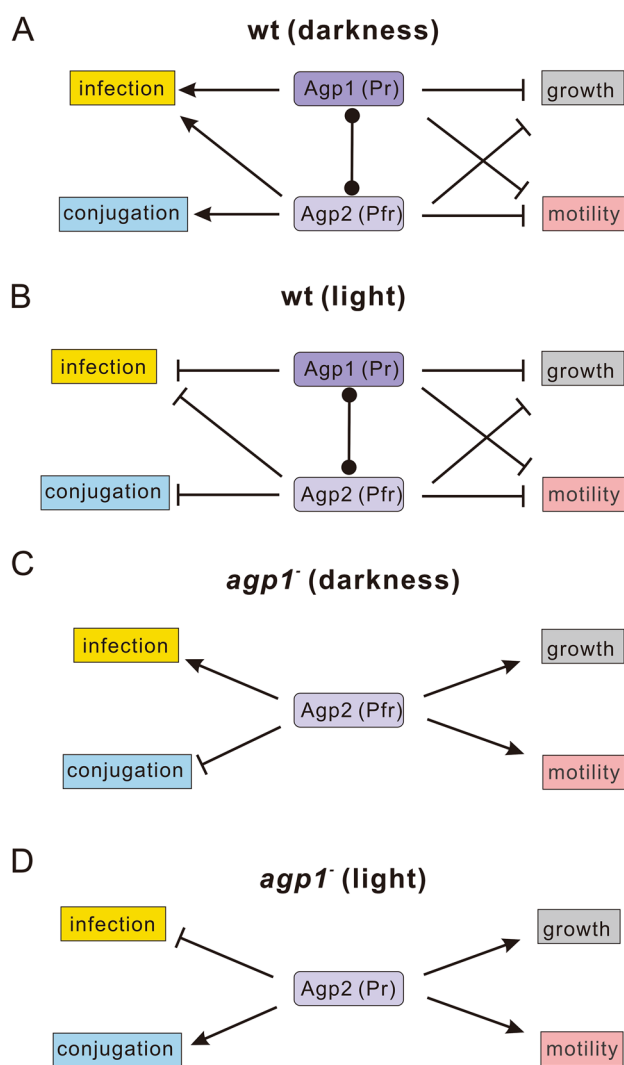 A
wt (darkness)
infection
Agp1 (Pr)
growth
conjugation
Agp2 (Pfr)
motility
B
wt (light)
infection
Agp1 (Pr)
growth
conjugation
Agp2 (Pfr)
motility
C
agp1⁻ (darkness)
infection
growth
Agp2 (Pfr)
conjugation
motility
D
agp1⁻ (light)
infection
growth
Agp2 (Pr)
conjugation
motility